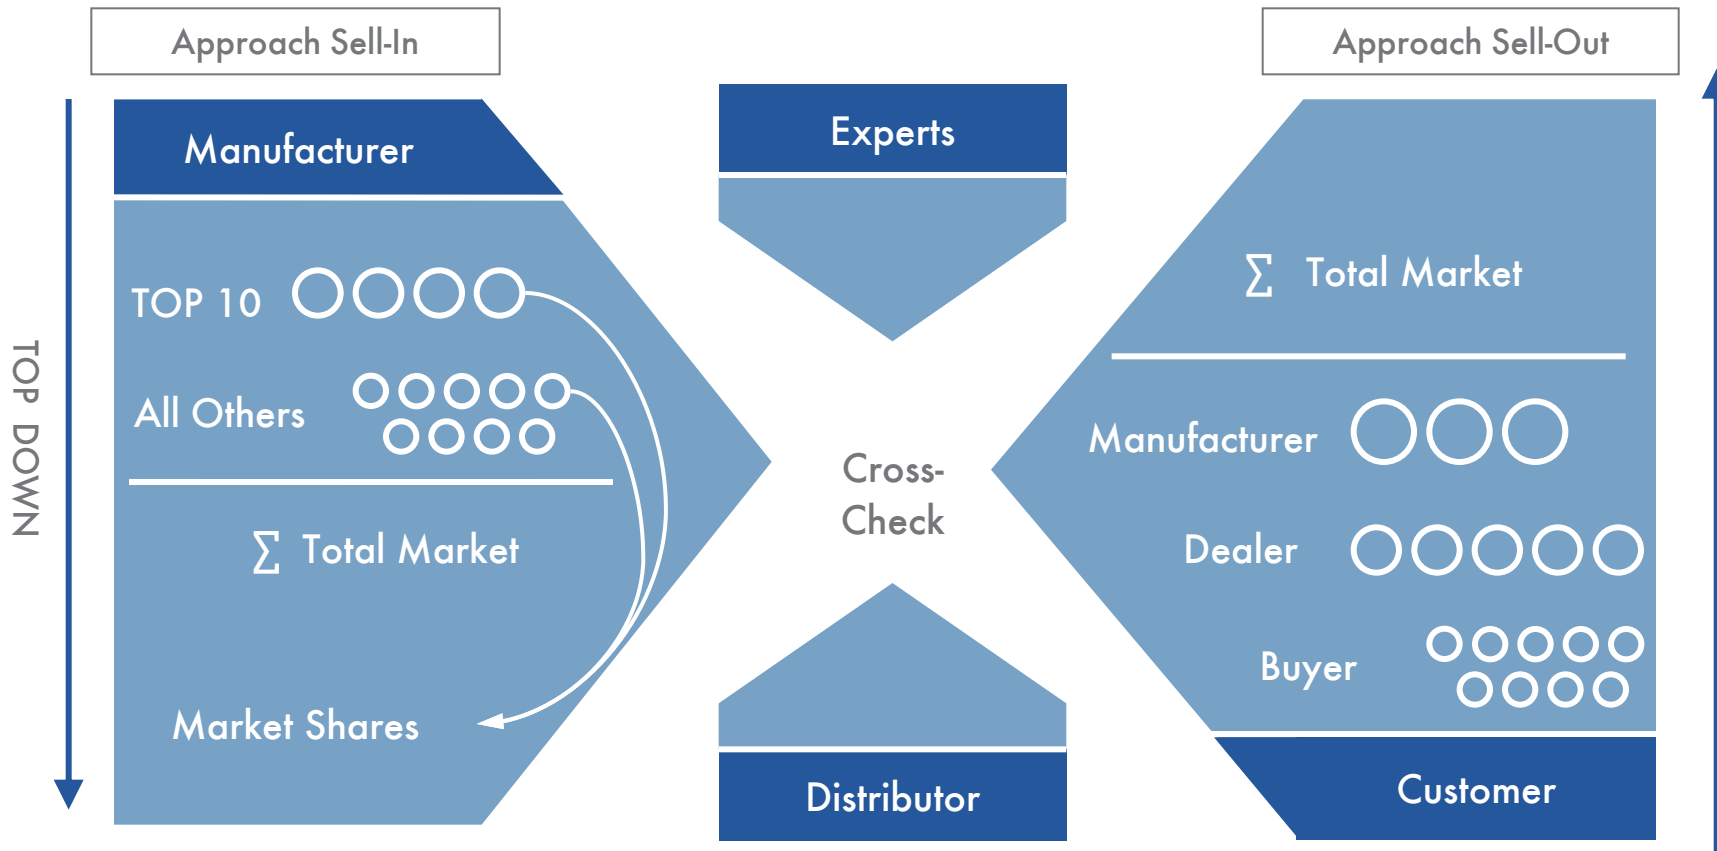 Approach Sell-In
Manufacturer
TOP 10
All Others
∑ Total Market
Market Shares
TOP DOWN
Experts
Cross-
Check
Distributor
Approach Sell-Out
∑ Total Market
Manufacturer
Dealer
Buyer
Customer